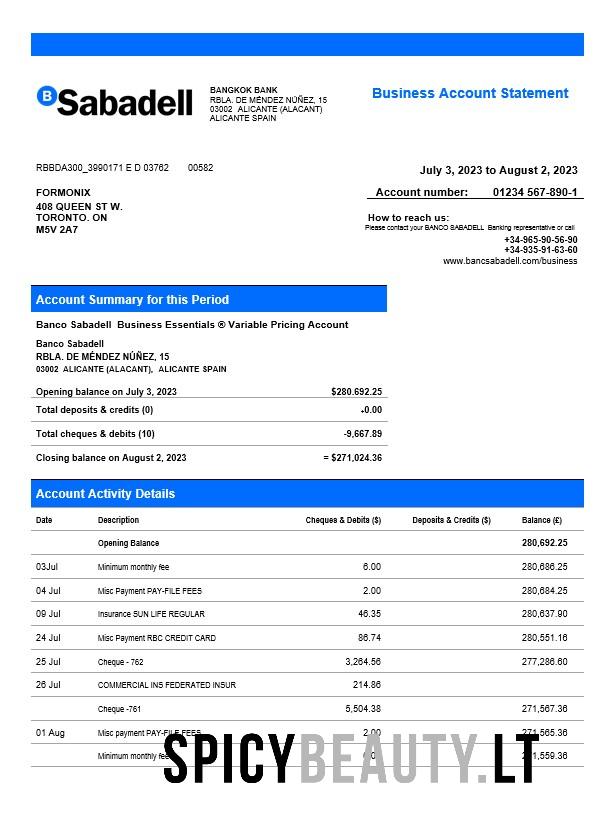 B Sabadell
BANGKOK BANK
RBLA. DE MÉNDEZ NÚÑEZ, 15
03002 ALICANTE (ALACANT)
ALICANTE SPAIN
Business Account Statement
RBBDA300_3990171 E D 03762 00582
July 3, 2023 to August 2, 2023
Account number: 01234 567-890-1
FORMONIX
408 QUEEN ST W.
TORONTO. ON
M5V 2A7
How to reach us:
Please contact your BANCO SABADELL Banking representative or call
+34-965-90-56-90
+34-935-91-63-60
www.bancsabadell.com/business
Account Summary for this Period
Banco Sabadell Business Essentials ® Variable Pricing Account
Banco Sabadell
RBLA. DE MÉNDEZ NÚÑEZ, 15
03002 ALICANTE (ALACANT), ALICANTE SPAIN
Opening balance on July 3, 2023 $280.692.25
Total deposits & credits (0) +0.00
Total cheques & debits (10) -9,667.89
Closing balance on August 2, 2023 = $271,024.36
Account Activity Details
Date Description Cheques & Debits ($) Deposits & Credits ($) Balance (£)
Opening Balance 280,692.25
03Jul Minimum monthly fee 6.00 280,686.25
04 Jul Misc Payment PAY-FILE FEES 2.00 280,684.25
09 Jul Insurance SUN LIFE REGULAR 46.35 280,637.90
24 Jul Misc Payment RBC CREDIT CARD 86.74 280,551.16
25 Jul Cheque - 762 3,264.56 277,286.60
26 Jul COMMERCIAL INS FEDERATED INSUR 214.86
Cheque -761 5,504.38 271,567.36
01 Aug Misc payment PAY-FILE FEES 2.00 271,565.36
Minimum monthly fee
SPICYBEAUTY.LT